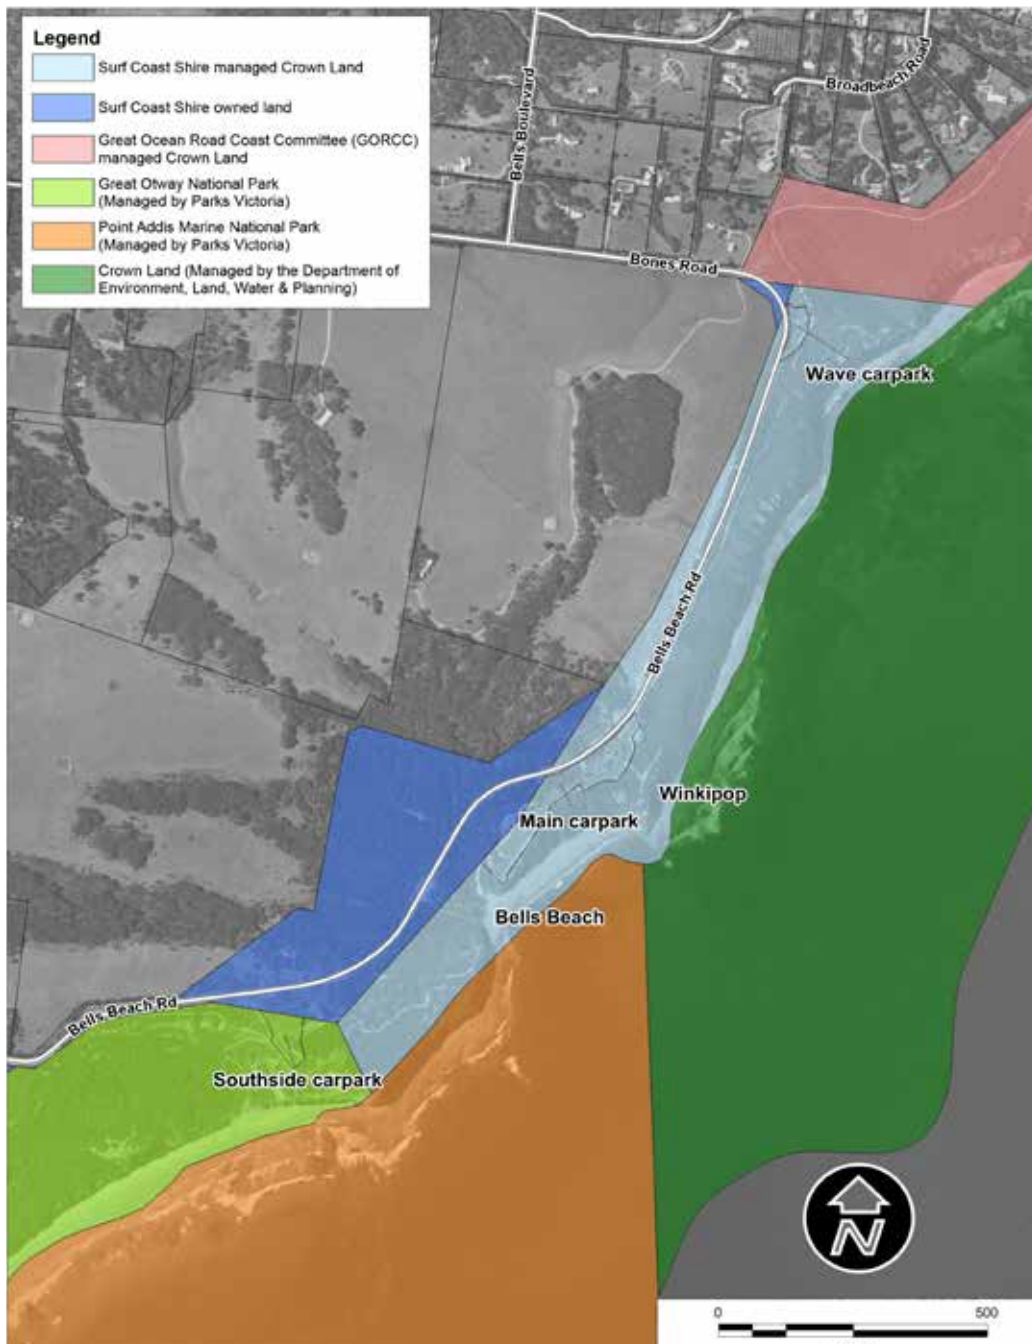 Legend
Surf Coast Shire managed Crown Land
Surf Coast Shire owned land
Great Ocean Road Coast Committee (GORCC)
managed Crown Land
Great Otway National Park
(Managed by Parks Victoria)
Point Addis Marine National Park
(Managed by Parks Victoria)
Crown Land (Managed by the Department of
Environment, Land, Water & Planning)
Bells Boulevard
Broadbeach Road
Bones Road
Wave carpark
Bells Beach Rd
Winkipop
Main carpark
Bells Beach
Bells Beach Rd
Southside carpark
N
0 500